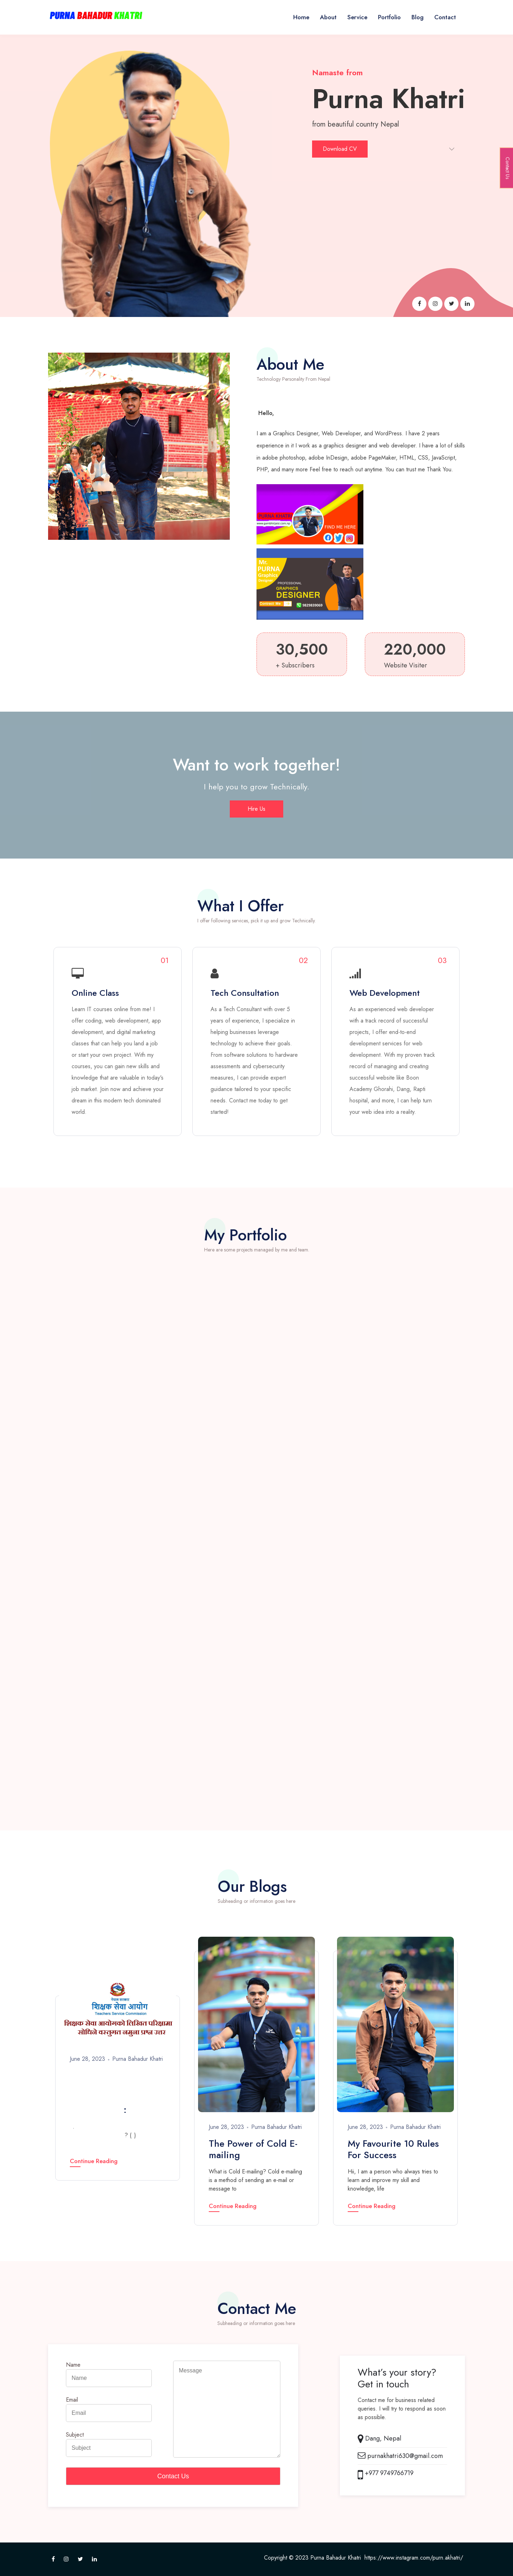 PURNA BAHADUR KHATRI
Home About Service Portfolio Blog Contact
Namaste from
Purna Khatri
from beautiful country Nepal
Download CV
Contact Us
About Me
Technology Personality From Nepal
Hello,
I am a Graphics Designer, Web Developer, and WordPress. I have 2 years
experience in it I work as a graphics designer and web developer. I have a lot of skills
in adobe photoshop, adobe InDesign, adobe PageMaker, HTML, CSS, JavaScript,
PHP, and many more Feel free to reach out anytime. You can trust me Thank You.
FIND ME HERE
Mr.
PURNA
Graphics
PROFESSIONAL
GRAPHICS
DESIGNER
30,500
+ Subscribers
220,000
Website Visiter
Want to work together!
I help you to grow Technically.
Hire Us
What I Offer
I offer following services, pick it up and grow Technically
01
Online Class
Learn IT courses online from me! I
offer coding, web development, app
development, and digital marketing
classes that can help you land a job
or start your own project. With my
courses, you can gain new skills and
knowledge that are valuable in today's
job market. Join now and achieve your
dream in this modern tech dominated
world.
02
Tech Consultation
As a Tech Consultant with over 5
years of experience, I specialize in
helping businesses leverage
technology to achieve their goals.
From software solutions to hardware
assessments and cybersecurity
measures, I can provide expert
guidance tailored to your specific
needs. Contact me today to get
started!
03
Web Development
As an experienced web developer
with a track record of successful
projects, I offer end-to-end
development services for web
development. With my proven track
record of managing and creating
successful website like Boon
Academy Ghorahi, Dang, Rapti
hospital, and more, I can help turn
your web idea into a reality.
My Portfolio
Here are some projects managed by me and team
Our Blogs
Subheading or information goes here
नेपाल सरकार
शिक्षक सेवा आयोग
Teachers Service Commission
शिक्षक सेवा आयोगको लिखित परिक्षामा
सोधिने वस्तुगत नमुना प्रश्न उत्तर
June 28, 2023 - Purna Bahadur Khatri
:
? ( )
Continue Reading
June 28, 2023 - Purna Bahadur Khatri
The Power of Cold E-
mailing
What is Cold E-mailing? Cold e-mailing
is a method of sending an e-mail or
message to
Continue Reading
June 28, 2023 - Purna Bahadur Khatri
My Favourite 10 Rules
For Success
Hii, I am a person who always tries to
learn and improve my skill and
knowledge, life
Continue Reading
Contact Me
Subheading or information goes here
Name
Name
Email
Email
Subject
Subject
Message
Contact Us
What's your story?
Get in touch
Contact me for business related
queries. I will try to respond as soon
as possible.
Dang, Nepal
purnakhatri630@gmail.com
+977 9749766719
Copyright © 2023 Purna Bahadur Khatri https://www.instagram.com/purn.akhatri/